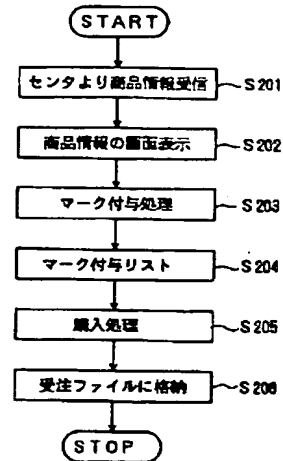 START
センタより商品情報受信
S201
商品情報の画面表示
S202
マーク付与処理
S203
マーク付与リスト
S204
購入処理
S205
受注ファイルに格納
S206
STOP